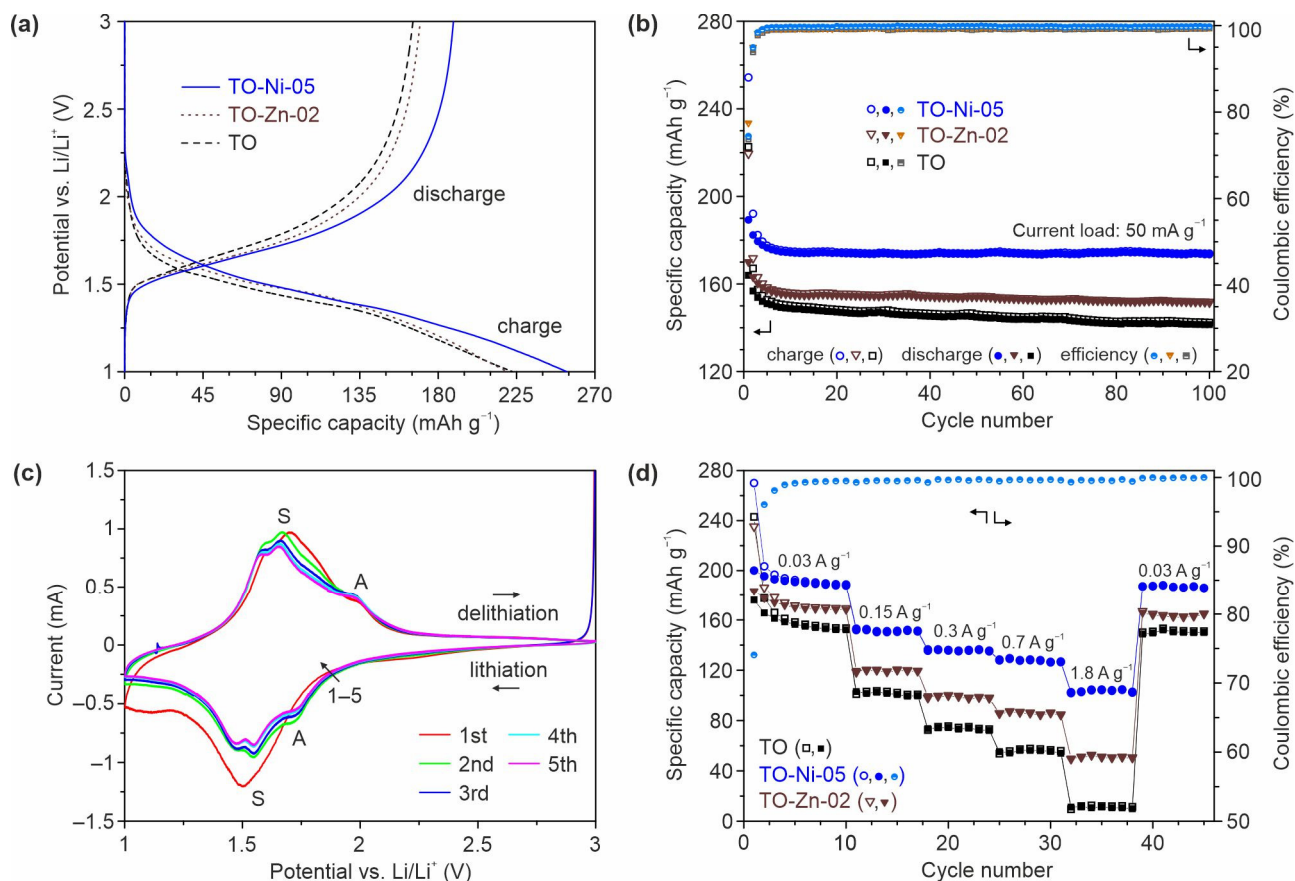 (a)
3
2
1
Potential vs. Li/Li⁺ (V)
TO-Ni-05
TO-Zn-02
TO
discharge
charge
0 45 90 135 180 225 270
Specific capacity (mAh g⁻¹)
(b)
280
240
200
160
120
Specific capacity (mAh g⁻¹)
TO-Ni-05
TO-Zn-02
TO
Current load: 50 mA g⁻¹
charge ( , , ) discharge ( , , ) efficiency ( , , )
0 20 40 60 80 100
Cycle number
100
80
60
40
20
Coulombic efficiency (%)
(c)
1.5
1
0.5
0
–0.5
–1
–1.5
Current (mA)
S
A
delithiation
lithiation
1–5
A
S
1st
2nd
3rd
4th
5th
1 1.5 2 2.5 3
Potential vs. Li/Li⁺ (V)
(d)
280
240
200
160
120
80
40
0
Specific capacity (mAh g⁻¹)
0.03 A g⁻¹
0.15 A g⁻¹
0.3 A g⁻¹
0.7 A g⁻¹
1.8 A g⁻¹
0.03 A g⁻¹
TO ( , )
TO-Ni-05 ( , , )
TO-Zn-02 ( , )
0 10 20 30 40
Cycle number
100
90
80
70
60
50
Coulombic efficiency (%)